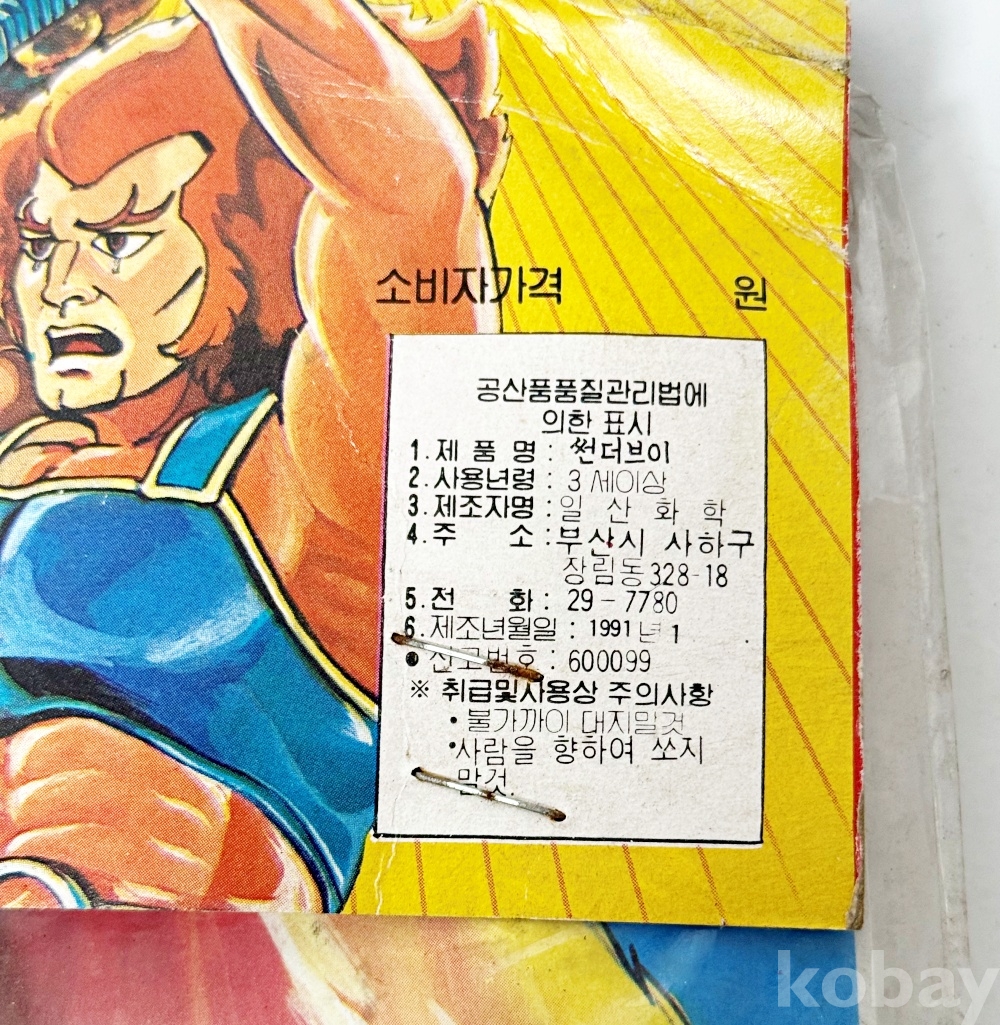 소비자가격 원
공산품품질관리법에
의한 표시
1. 제 품 명 : 썬더브이
2. 사용년령 : 3 세이상
3. 제조자명 : 일 산 화 학
4. 주 소 : 부산시 사하구
장림동 328-18
5. 전 화 : 29-7780
6. 제조년월일 : 1991 년 1
● 신고번호 : 600099
※ 취급및사용상 주의사항
• 불가까이 대지말것
• 사람을 향하여 쏘지
말것.
kobay